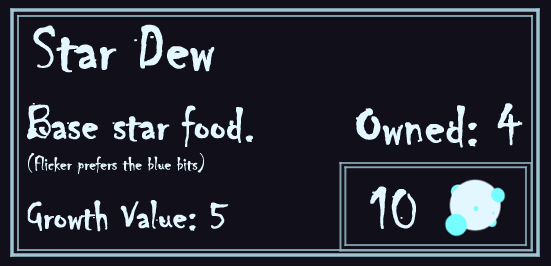 Star Dew
Base star food.
Owned: 4
(Flicker prefers the blue bits)
Growth Value: 5
10